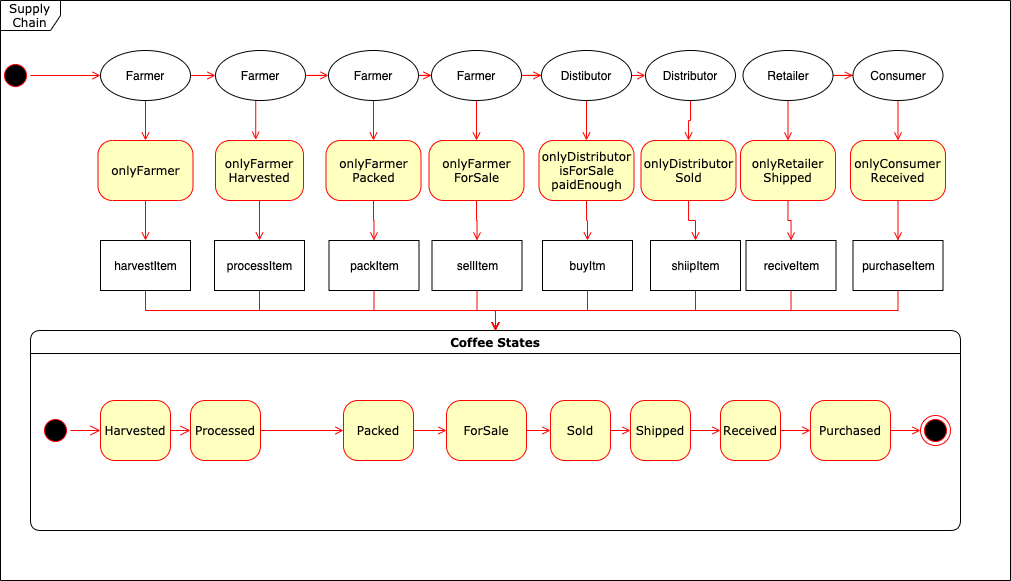 Supply
Chain
Farmer
Farmer
Farmer
Farmer
Distibutor
Distributor
Retailer
Consumer
onlyFarmer
onlyFarmer
Harvested
onlyFarmer
Packed
onlyFarmer
ForSale
onlyDistributor
isForSale
paidEnough
onlyDistributor
Sold
onlyRetailer
Shipped
onlyConsumer
Received
harvestItem
processItem
packItem
sellItem
buyItm
shiipItem
reciveItem
purchaseItem
Coffee States
Harvested
Processed
Packed
ForSale
Sold
Shipped
Received
Purchased